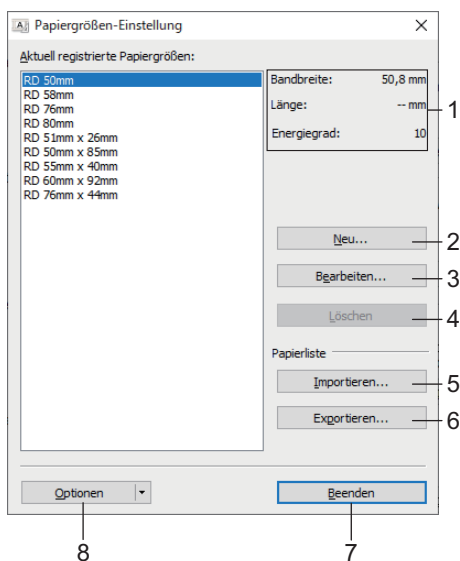 Papiergrößen-Einstellung
Aktuell registrierte Papiergrößen:
RD 50mm
RD 58mm
RD 76mm
RD 80mm
RD 51mm x 26mm
RD 50mm x 85mm
RD 55mm x 40mm
RD 60mm x 92mm
RD 76mm x 44mm
Bandbreite: 50,8 mm
Länge: -- mm
Energiegrad: 10
1
Neu...
2
Bearbeiten...
3
Löschen
4
Papierliste
Importieren...
5
Exportieren...
6
Optionen
Beenden
8
7